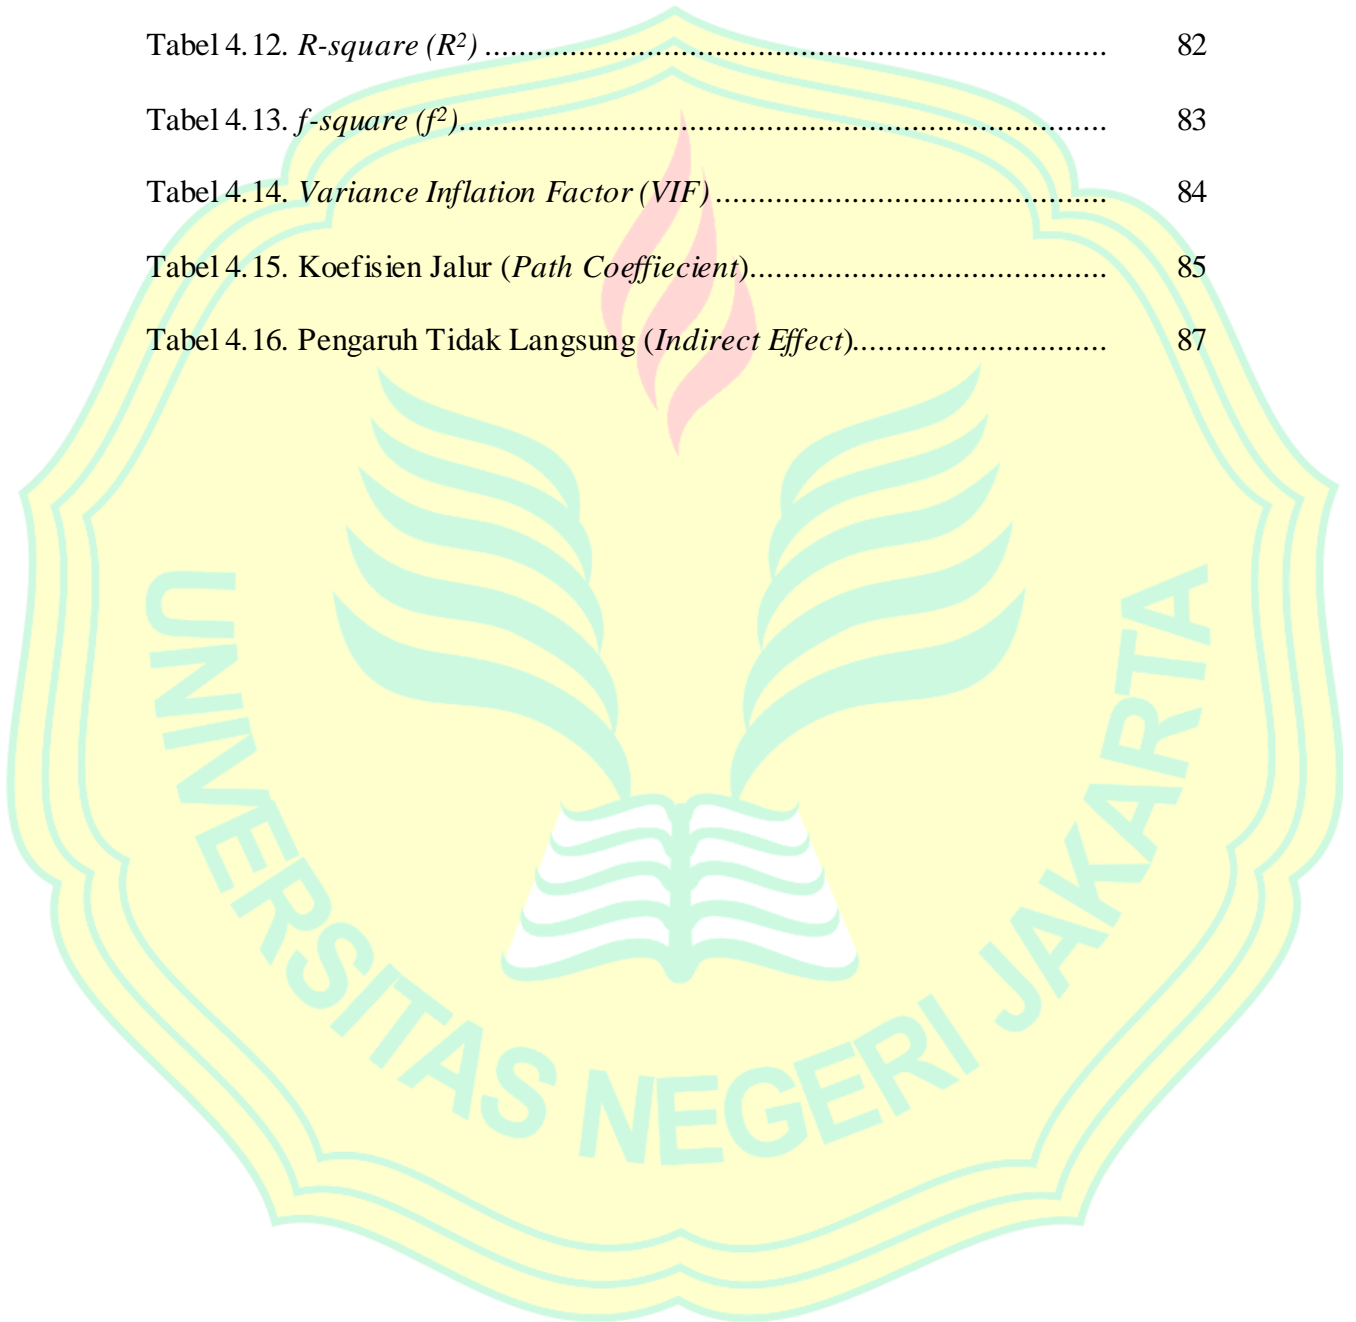 Tabel 4.12. R-square (R²) ........................................................................ 82
Tabel 4.13. f-square (f²)........................................................................... 83
Tabel 4.14. Variance Inflation Factor (VIF) ............................................. 84
Tabel 4.15. Koefisien Jalur (Path Coeffiecient)......................................... 85
Tabel 4.16. Pengaruh Tidak Langsung (Indirect Effect)............................. 87
UNIVERSITAS NEGERI JAKARTA